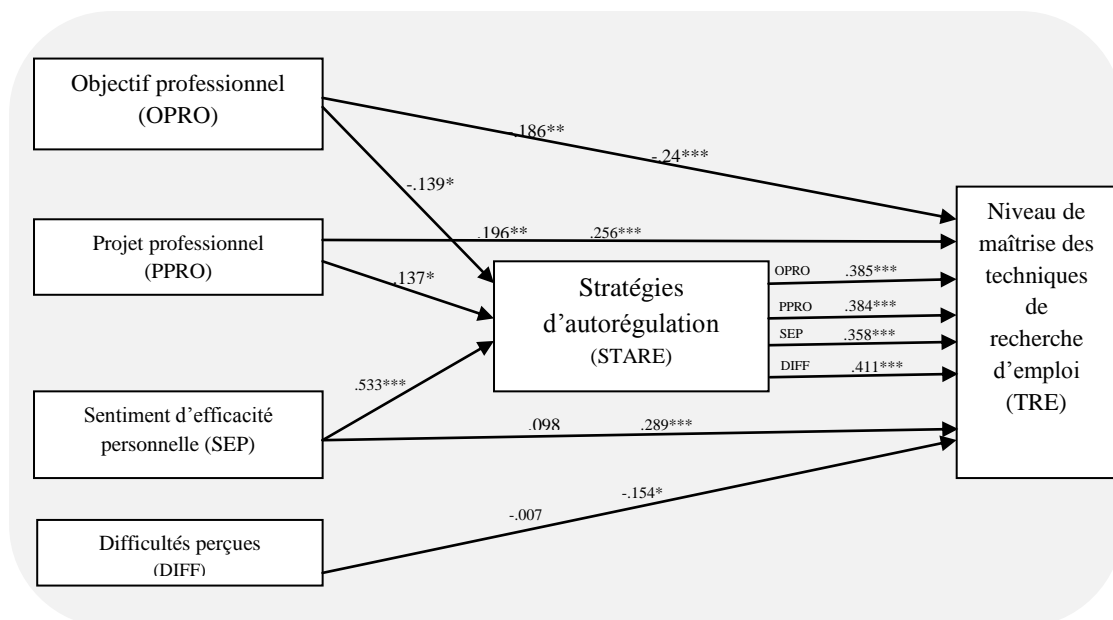 Objectif professionnel
(OPRO)
-.186**
-.24***
-.139*
Projet professionnel
(PPRO)
.196**
.256***
.137*
Stratégies
d’autorégulation
(STARE)
OPRO .385***
PPRO .384***
SEP .358***
DIFF .411***
Niveau de
maîtrise des
techniques
de
recherche
d’emploi
(TRE)
.533***
Sentiment d’efficacité
personnelle (SEP)
.098
.289***
-.154*
-.007
Difficultés perçues
(DIFF)